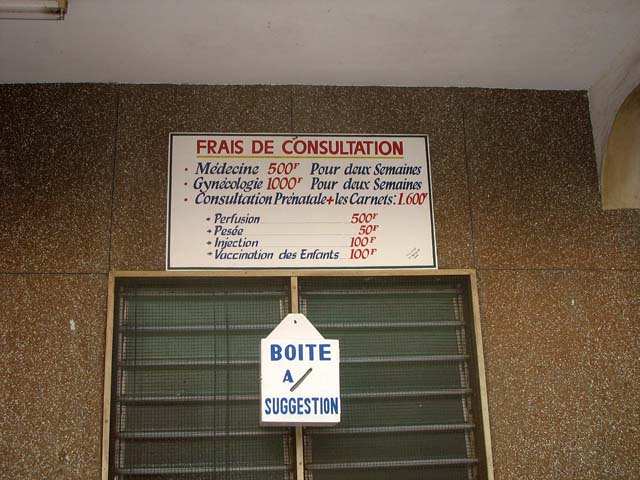 FRAIS DE CONSULTATION
• Médecine 500F Pour deux Semaines
• Gynécologie 1000F Pour deux Semaines
• Consultation Prénatale+les Carnets: 1.600F
Perfusion 500F
Pesée 50F
Injection 100F
Vaccination des Enfants 100F
BOITE
A
SUGGESTION